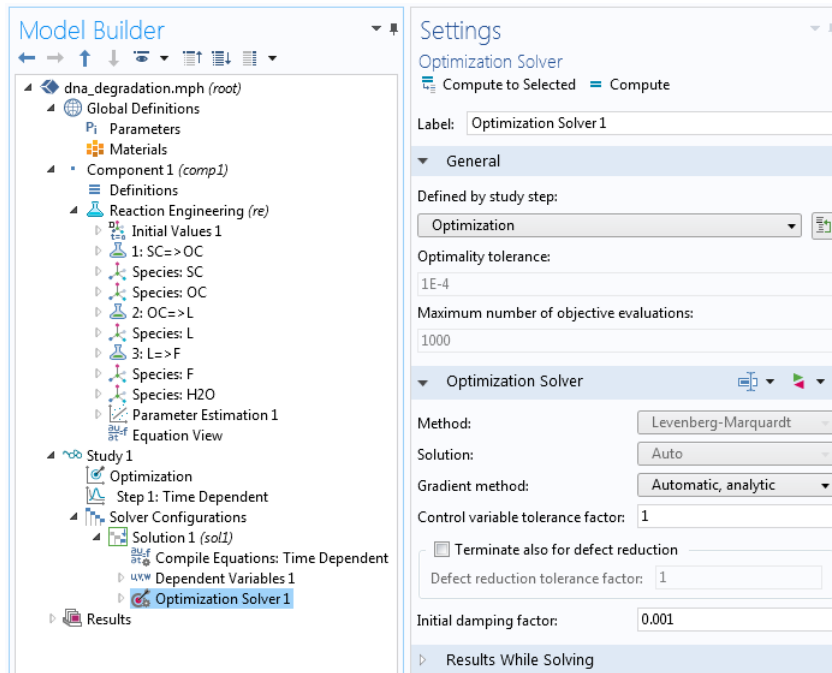 Model Builder
dna_degradation.mph (root)
Global Definitions
Pi Parameters
Materials
Component 1 (comp1)
Definitions
Reaction Engineering (re)
Initial Values 1
1: SC=>OC
Species: SC
Species: OC
2: OC=>L
Species: L
3: L=>F
Species: F
Species: H2O
Parameter Estimation 1
Equation View
Study 1
Optimization
Step 1: Time Dependent
Solver Configurations
Solution 1 (sol1)
Compile Equations: Time Dependent
u,v,w Dependent Variables 1
Optimization Solver 1
Results
Settings
Optimization Solver
Compute to Selected = Compute
Label: Optimization Solver 1
General
Defined by study step:
Optimization
Optimality tolerance:
1E-4
Maximum number of objective evaluations:
1000
Optimization Solver
Method: Levenberg-Marquardt
Solution: Auto
Gradient method: Automatic, analytic
Control variable tolerance factor: 1
Terminate also for defect reduction
Defect reduction tolerance factor: 1
Initial damping factor: 0.001
Results While Solving